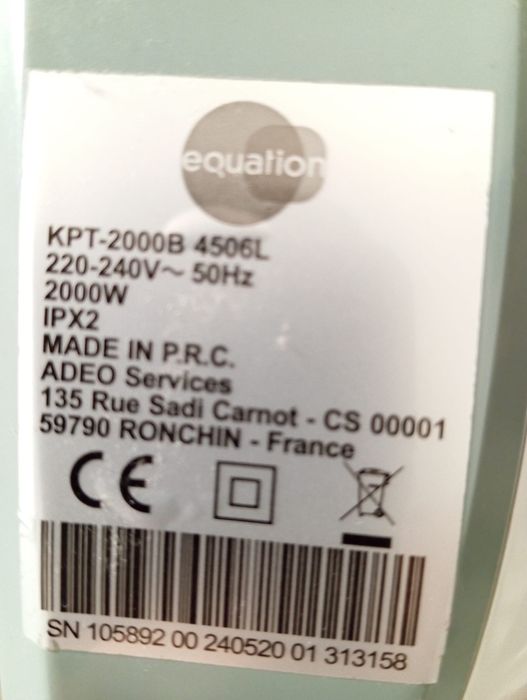 equation
KPT-2000B 4506L
220-240V~ 50Hz
2000W
IPX2
MADE IN P.R.C.
ADEO Services
135 Rue Sadi Carnot - CS 00001
59790 RONCHIN - France
CE
SN 105892 00 240520 01 313158